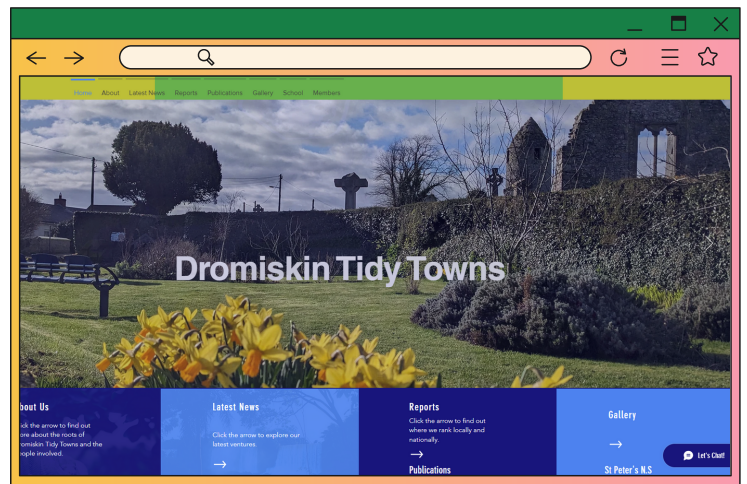 Home About Latest News Reports Publications Gallery School Members
Dromiskin Tidy Towns
bout Us
ick the arrow to find out
ore about the roots of
romiskin Tidy Towns and the
eople involved.
Latest News
Click the arrow to explore our
latest ventures.
Reports
Click the arrow to find out
where we rank locally and
nationally.
Publications
Gallery
St Peter's N.S
Let's Chat!